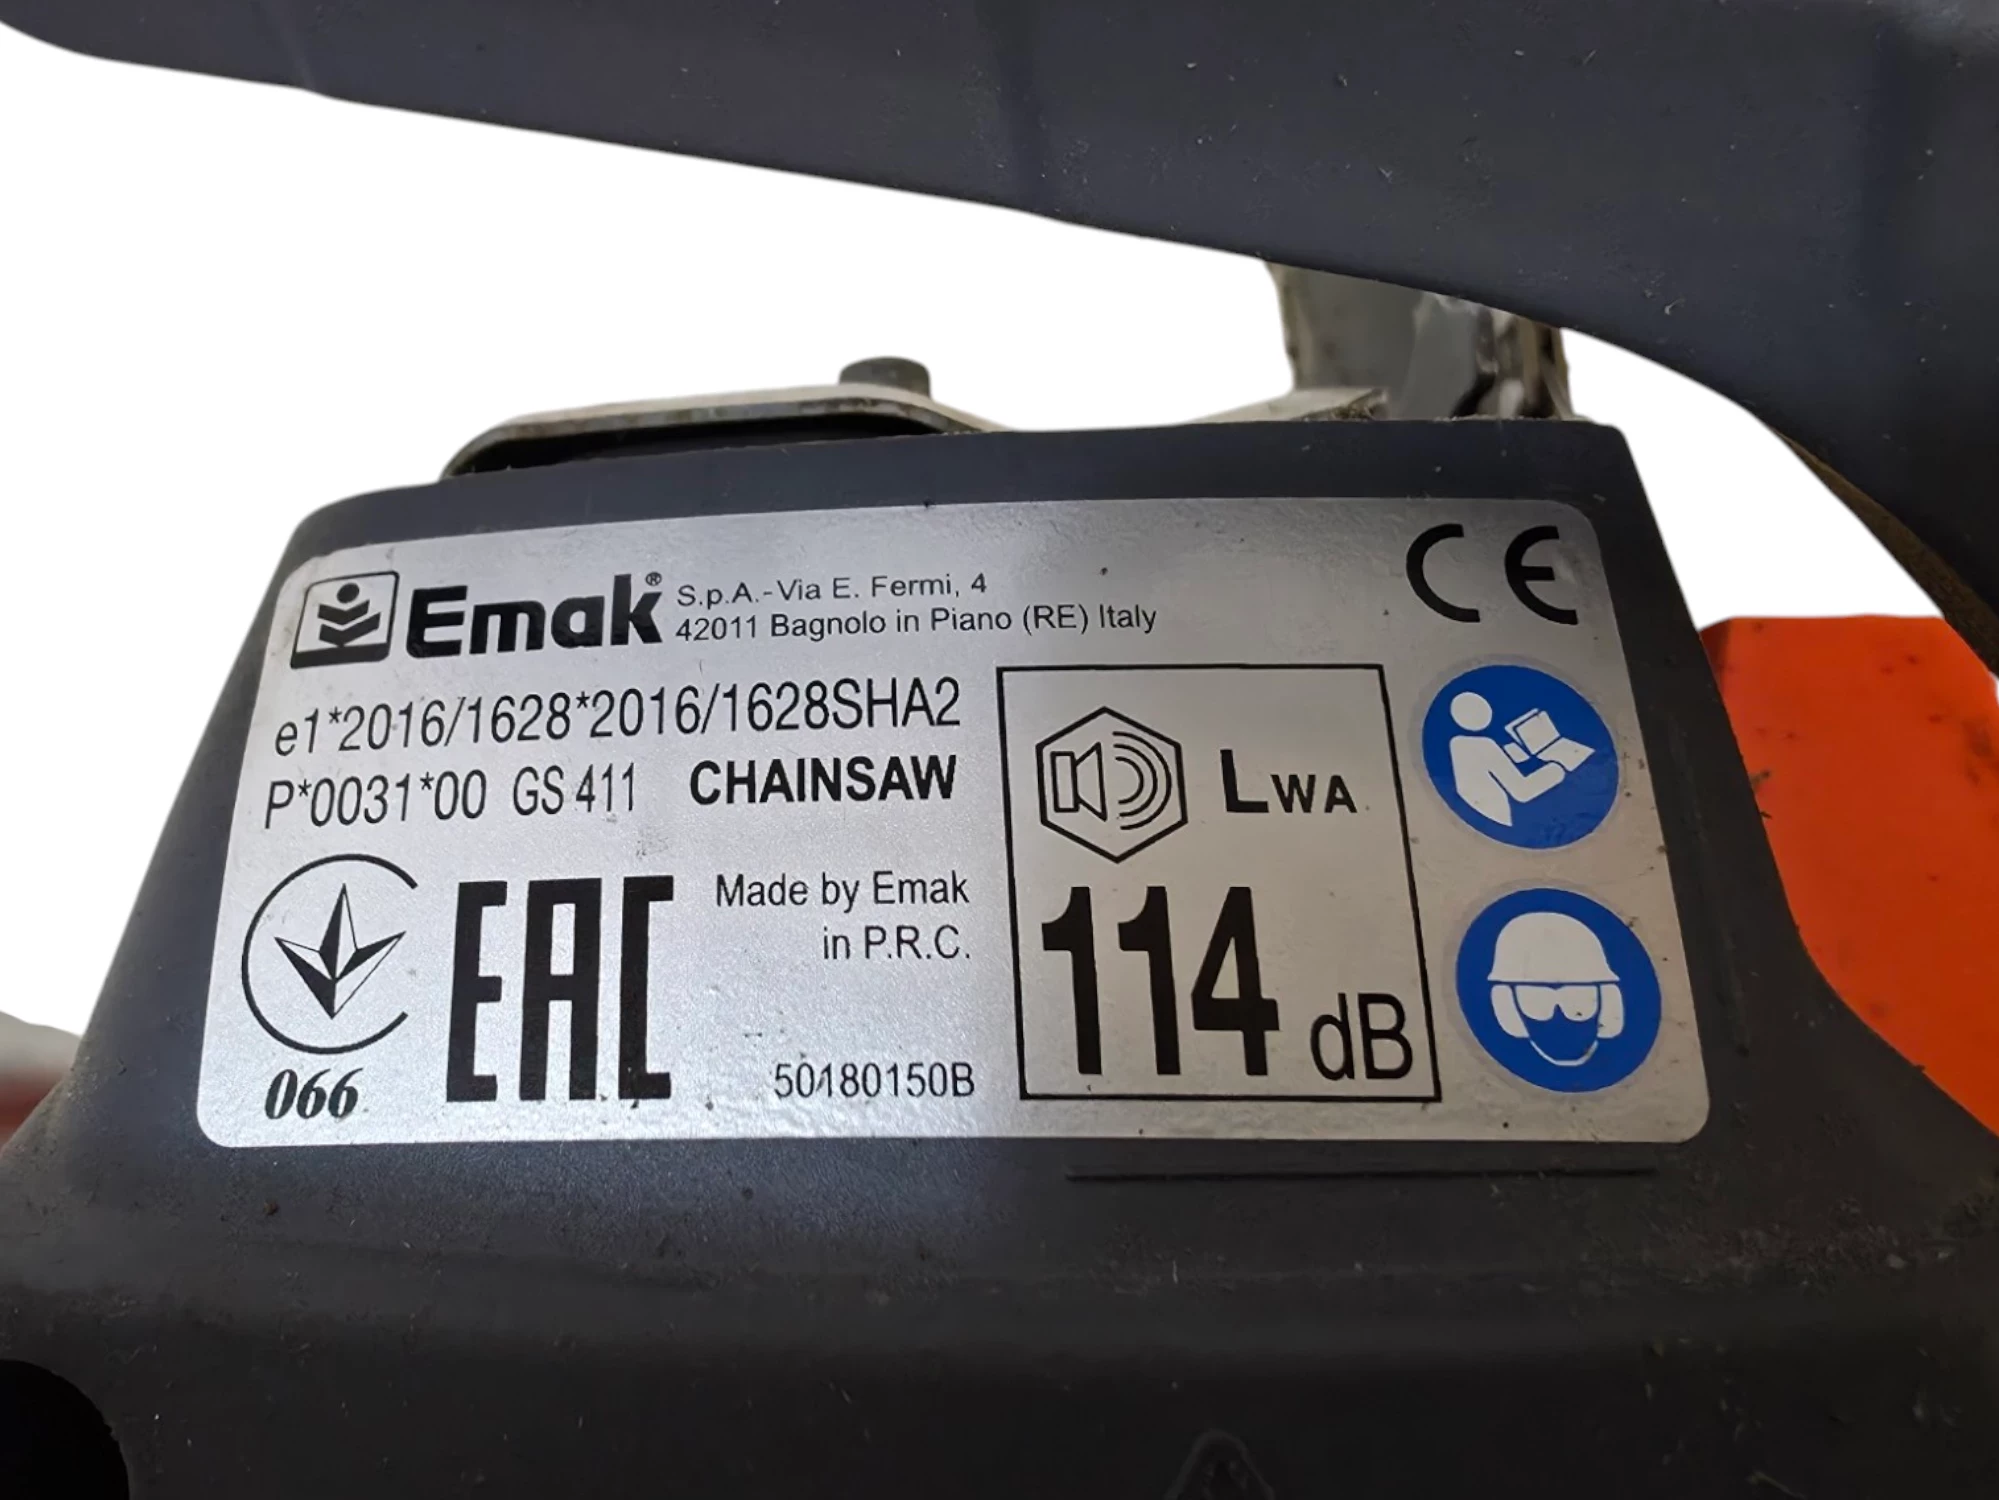 Emak® S.p.A.-Via E. Fermi, 4
42011 Bagnolo in Piano (RE) Italy
CE
e1*2016/1628*2016/1628SHA2
P*0031*00 GS 411 CHAINSAW
LWA
114 dB
Made by Emak
in P.R.C.
EAC
066
50180150B